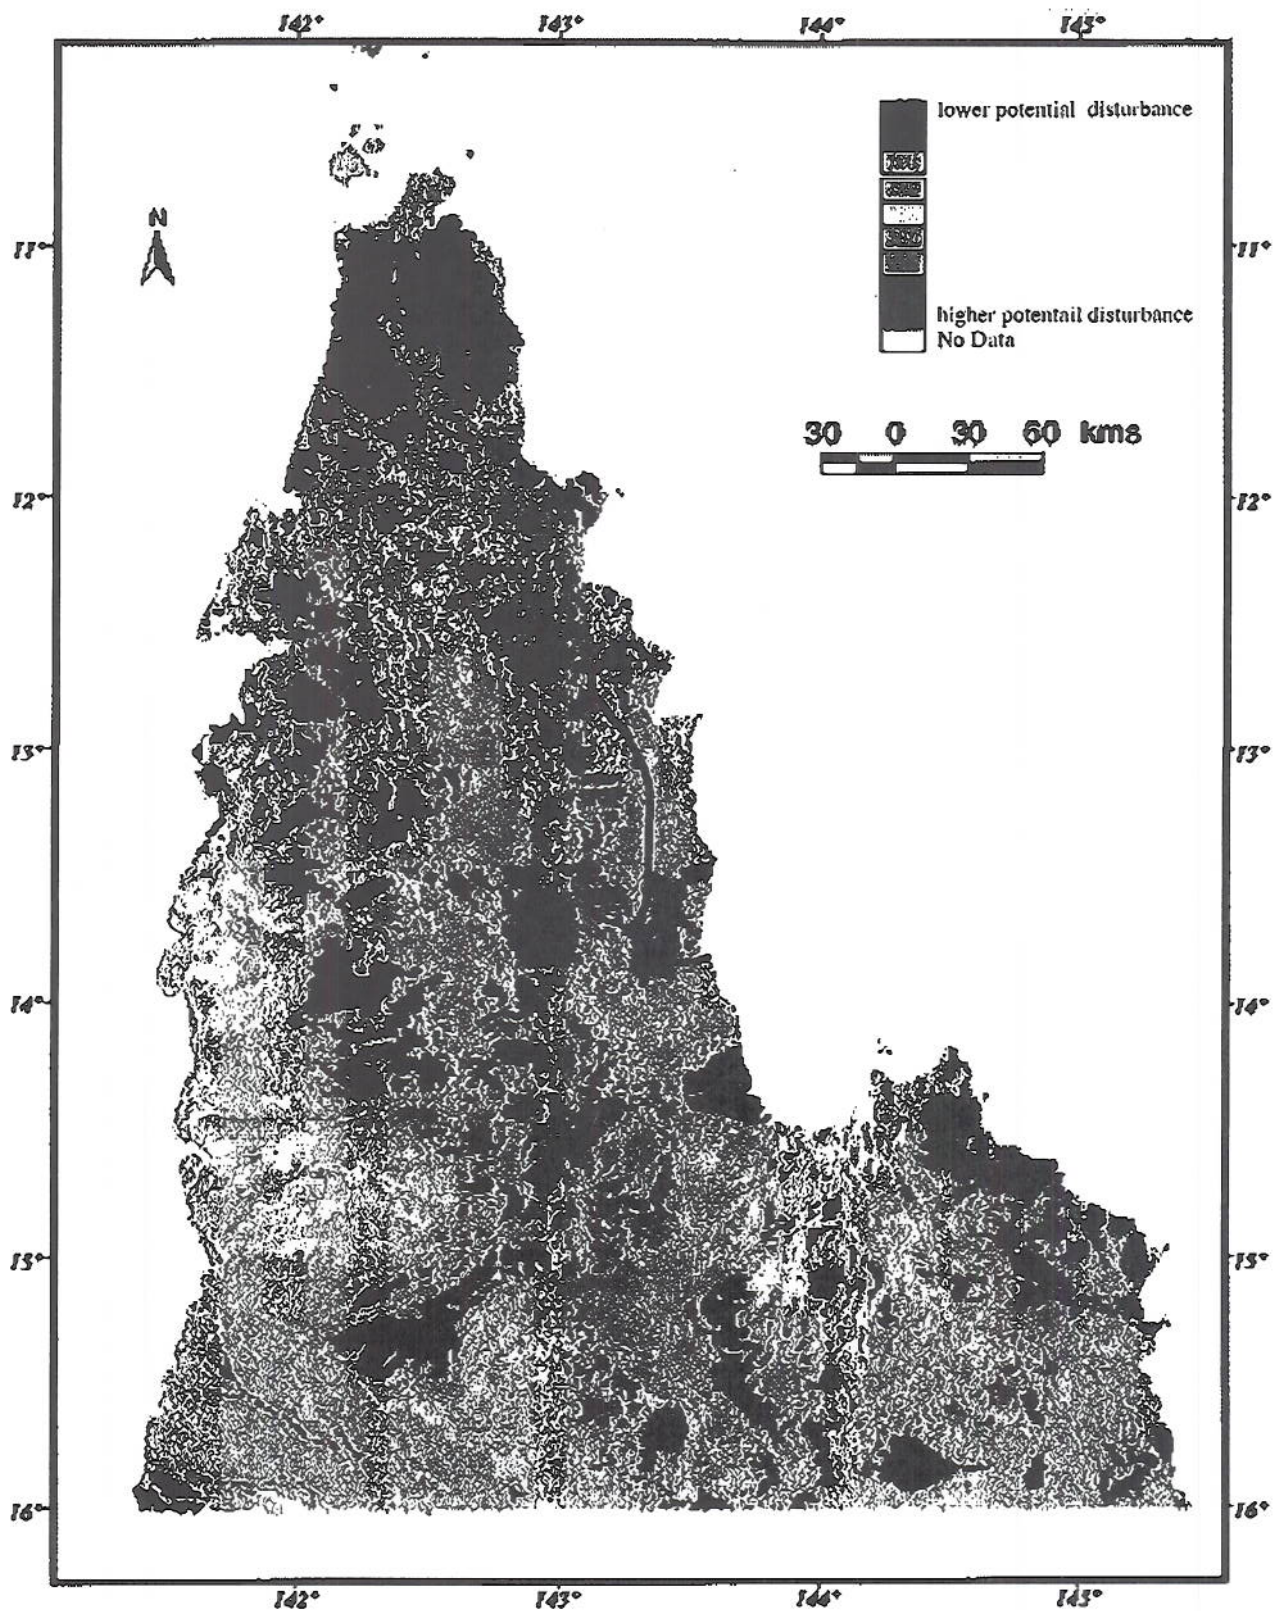 142° 143° 144° 145°
lower potential disturbance
higher potentail disturbance
No Data
N
11° 11°
30 0 30 60 kms
12° 12°
13° 13°
14° 14°
15° 15°
16° 16°
142° 143° 144° 145°